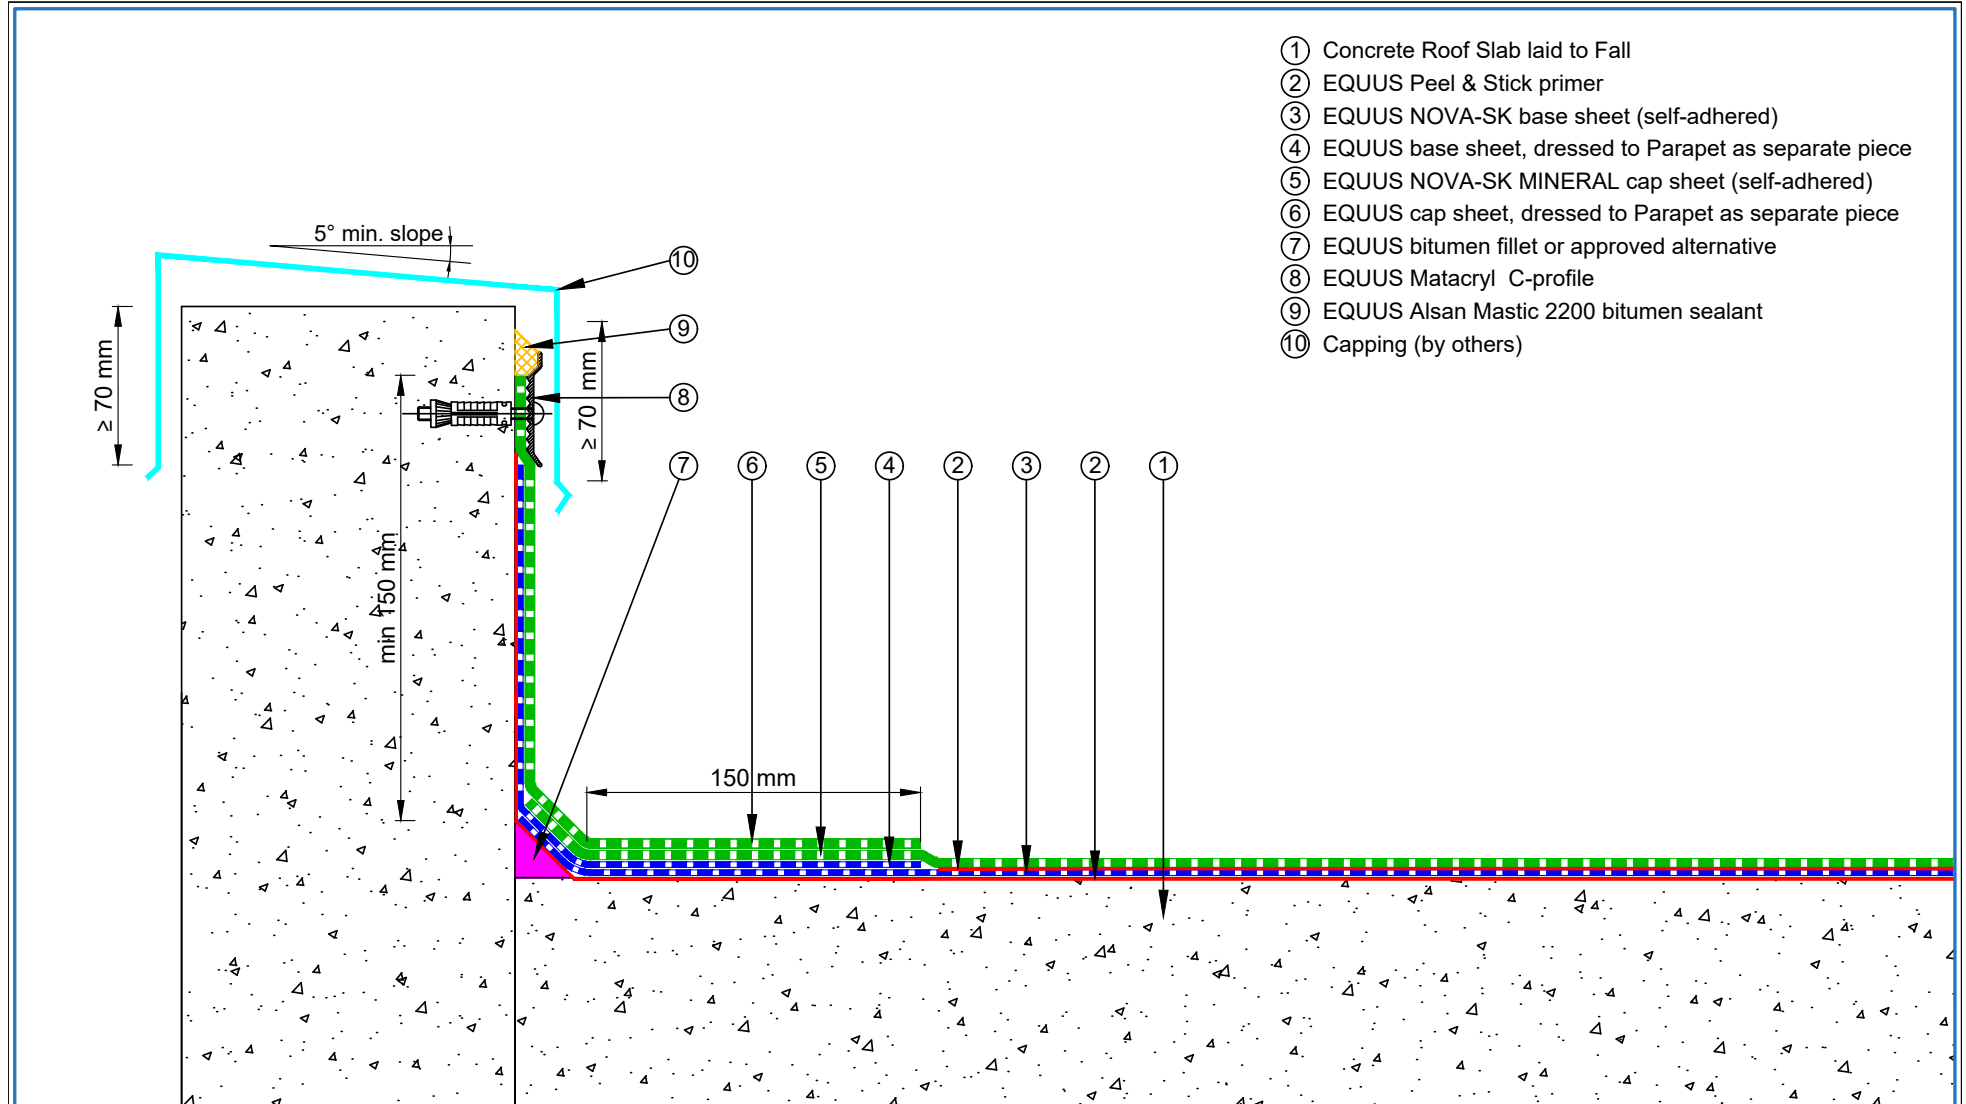 ① Concrete Roof Slab laid to Fall
② EQUUS Peel & Stick primer
③ EQUUS NOVA-SK base sheet (self-adhered)
④ EQUUS base sheet, dressed to Parapet as separate piece
⑤ EQUUS NOVA-SK MINERAL cap sheet (self-adhered)
⑥ EQUUS cap sheet, dressed to Parapet as separate piece
⑦ EQUUS bitumen fillet or approved alternative
⑧ EQUUS Matacryl C-profile
⑨ EQUUS Alsan Mastic 2200 bitumen sealant
⑩ Capping (by others)
5° min. slope
⑩
⑨
≥ 70 mm
≥ 70 mm
⑧
⑦ ⑥ ⑤ ④ ② ③ ② ①
min 150 mm
150 mm